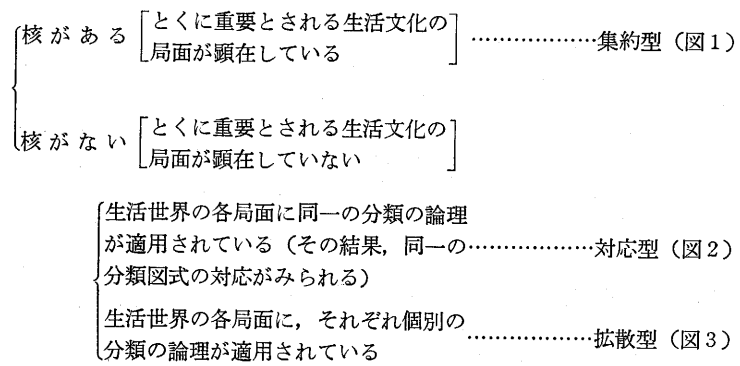 核がある［とくに重要とされる生活文化の
局面が顕在している］………………集約型（図1）
核がない［とくに重要とされる生活文化の
局面が顕在していない］
生活世界の各局面に同一の分類の論理
が適用されている（その結果，同一の………………対応型（図2）
分類図式の対応がみられる）
生活世界の各局面に，それぞれ個別の
分類の論理が適用されている………………拡散型（図3）